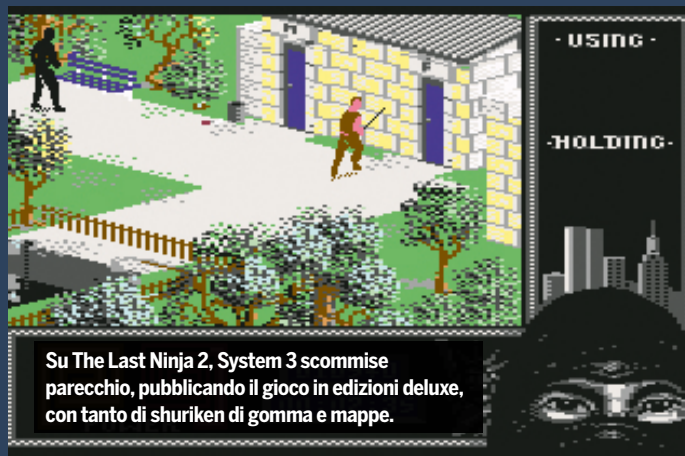 · USING ·
M
F
·HOLDING·
Su The Last Ninja 2, System 3 scommise
parecchio, pubblicando il gioco in edizioni deluxe,
con tanto di shuriken di gomma e mappe.